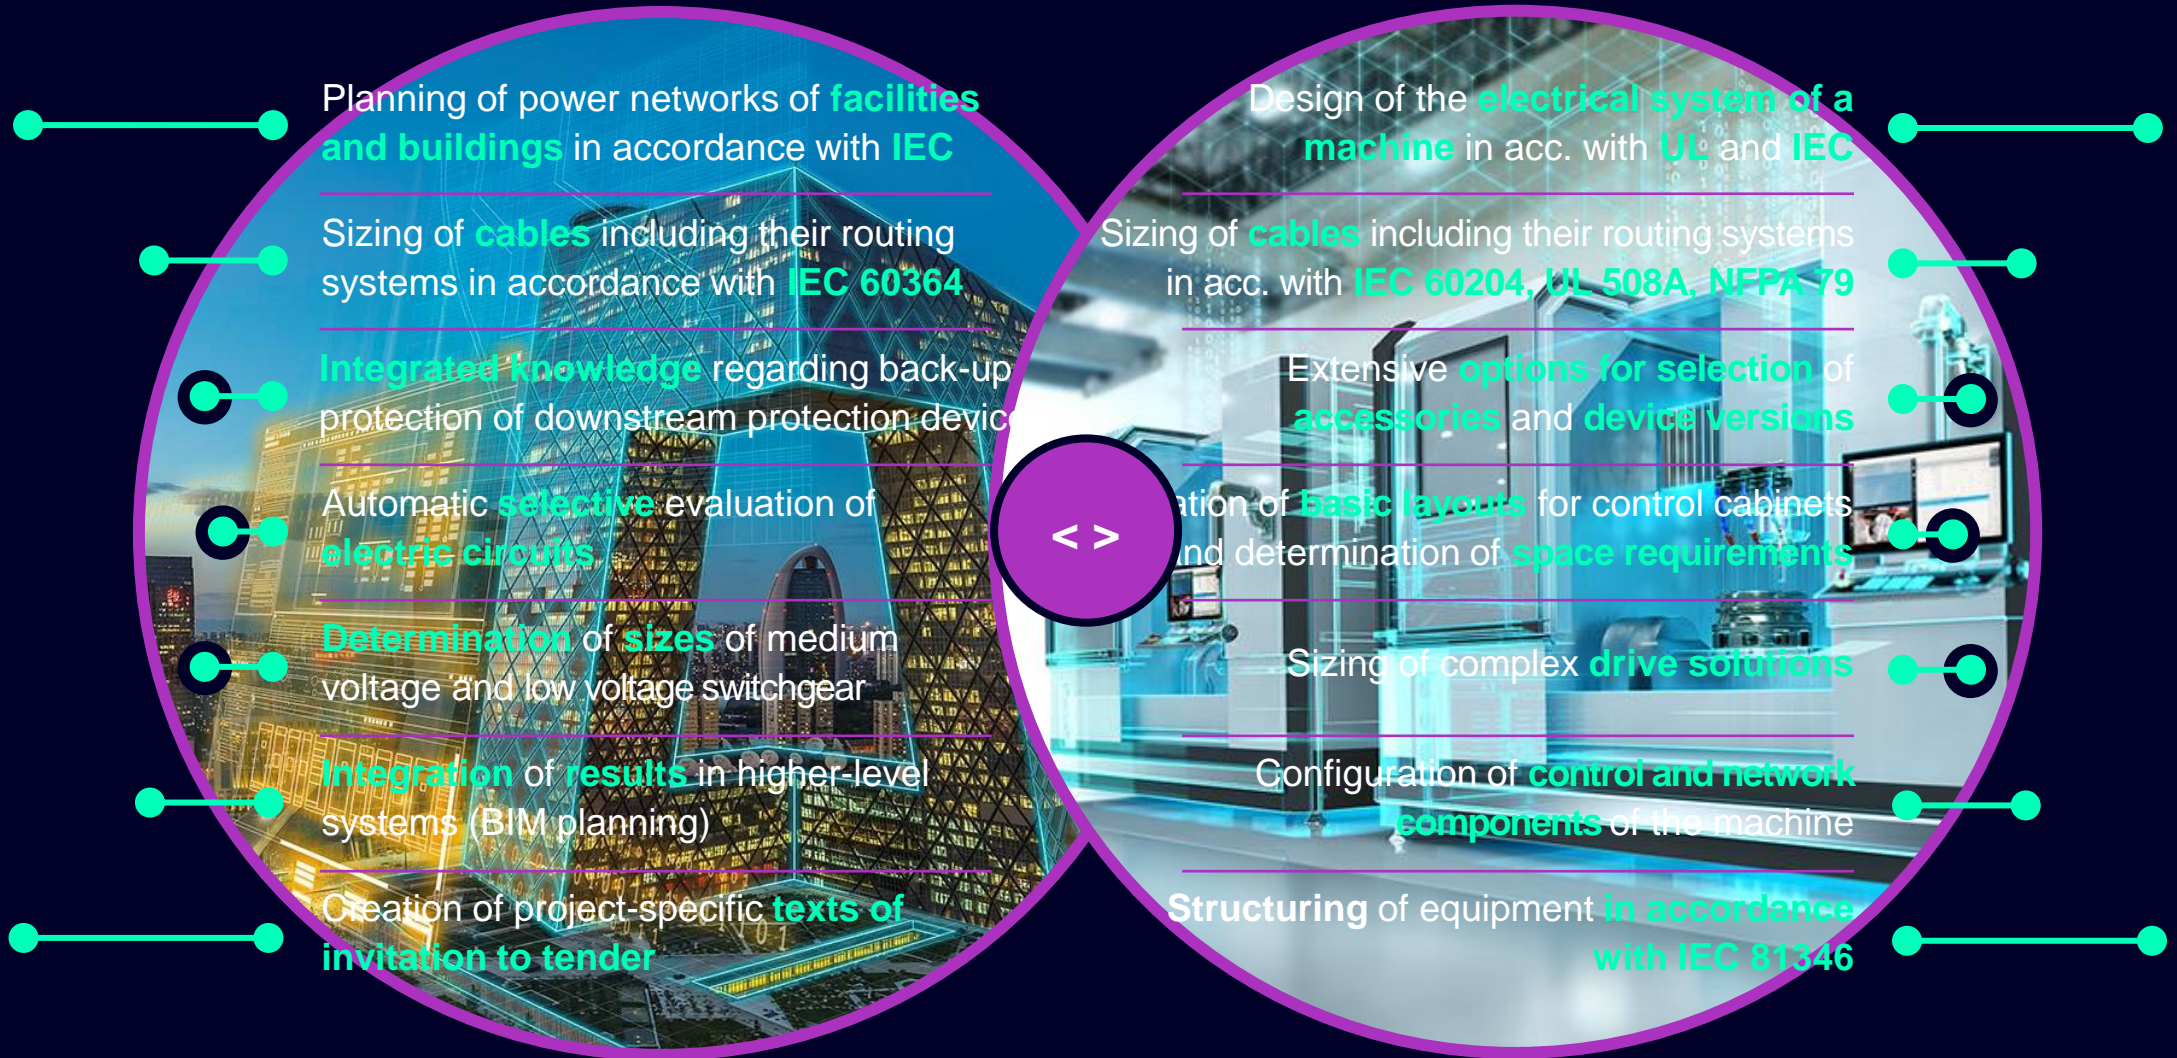 Planning of power networks of facilities
and buildings in accordance with IEC
Sizing of cables including their routing
systems in accordance with IEC 60364
Integrated knowledge regarding back-up
protection of downstream protection
Automatic selective evaluation of
electric circuits
Determination of sizes of medium
voltage and low voltage switchgear
Integration of results in higher-level
systems (BIM planning)
Creation of project-specific texts of
invitation to tender
< >
Design of the electrical system of a
machine in acc. with UL and IEC
Sizing of cables including their routing systems
in acc. with IEC 60204, UL 508A, NFPA 79
Extensive options for selection of
accessories and device versions
of basic layouts for control cabinets
determination of space requirements
Sizing of complex drive solutions
Configuration of control and network
components of the machine
Structuring of equipment in accordance
with IEC 81346